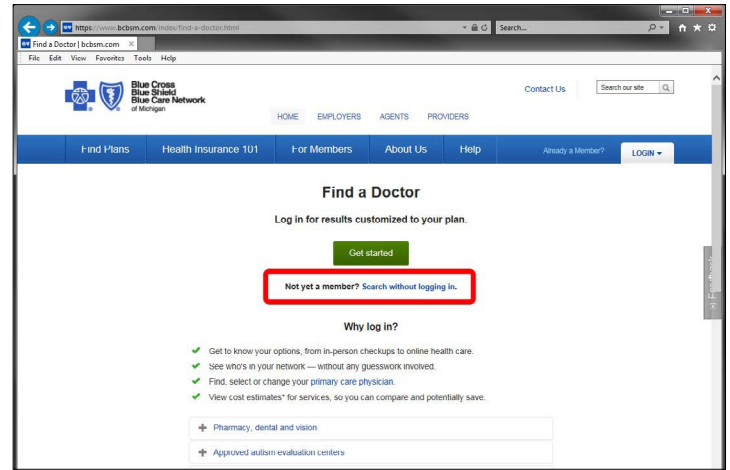 https://www.bcbsm.com/index/find-a-doctor.html
Search...
Find a Doctor | bcbsm.com
File Edit View Favorites Tools Help
Blue Cross
Blue Shield
Blue Care Network
of Michigan
Contact Us
Search our site
HOME EMPLOYERS AGENTS PROVIDERS
Find Plans Health Insurance 101 For Members About Us Help Already a Member? LOGIN
Find a Doctor
Log in for results customized to your plan.
Get started
Not yet a member? Search without logging in.
Feedback
Why log in?
Get to know your options, from in-person checkups to online health care.
See who's in your network — without any guesswork involved.
Find, select or change your primary care physician.
View cost estimates* for services, so you can compare and potentially save.
Pharmacy, dental and vision
Approved autism evaluation centers